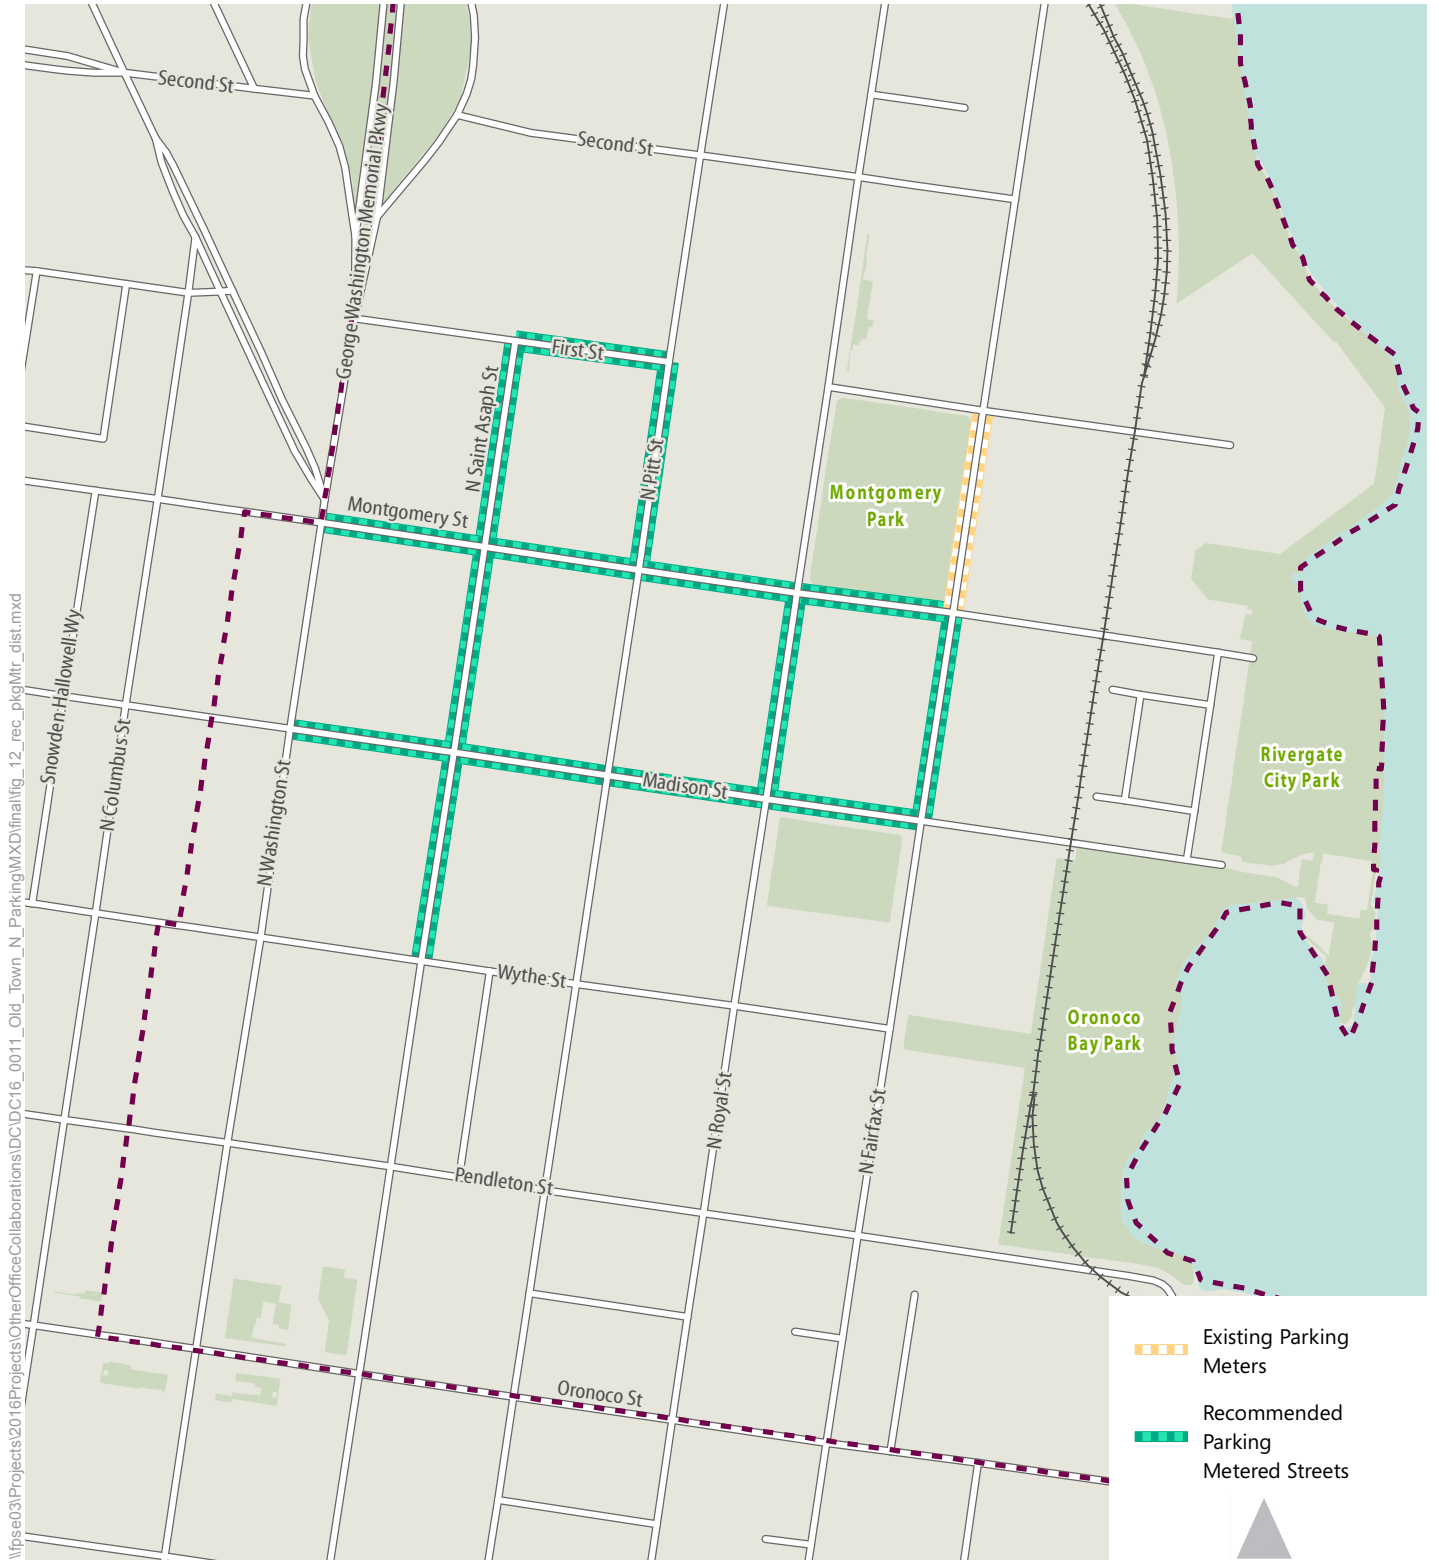 Second St
Second St
George Washington Memorial Pkwy
First St
N Saint Asaph St
N Pitt St
Montgomery St
Montgomery
Park
Snowden Hallowell Wy
N Columbus St
N Washington St
Madison St
Rivergate
City Park
Wythe St
Oronoco
Bay Park
N Royal St
N Fairfax St
Pendleton St
Oronoco St
Existing Parking
Meters
Recommended
Parking
Metered Streets
\\fpse03\Projects\2016Projects\OtherOfficeCollaborations\DC\DC16_0011_Old_Town_N_Parking\MXD\final\fig_12_rec_pkgMtr_dist.mxd